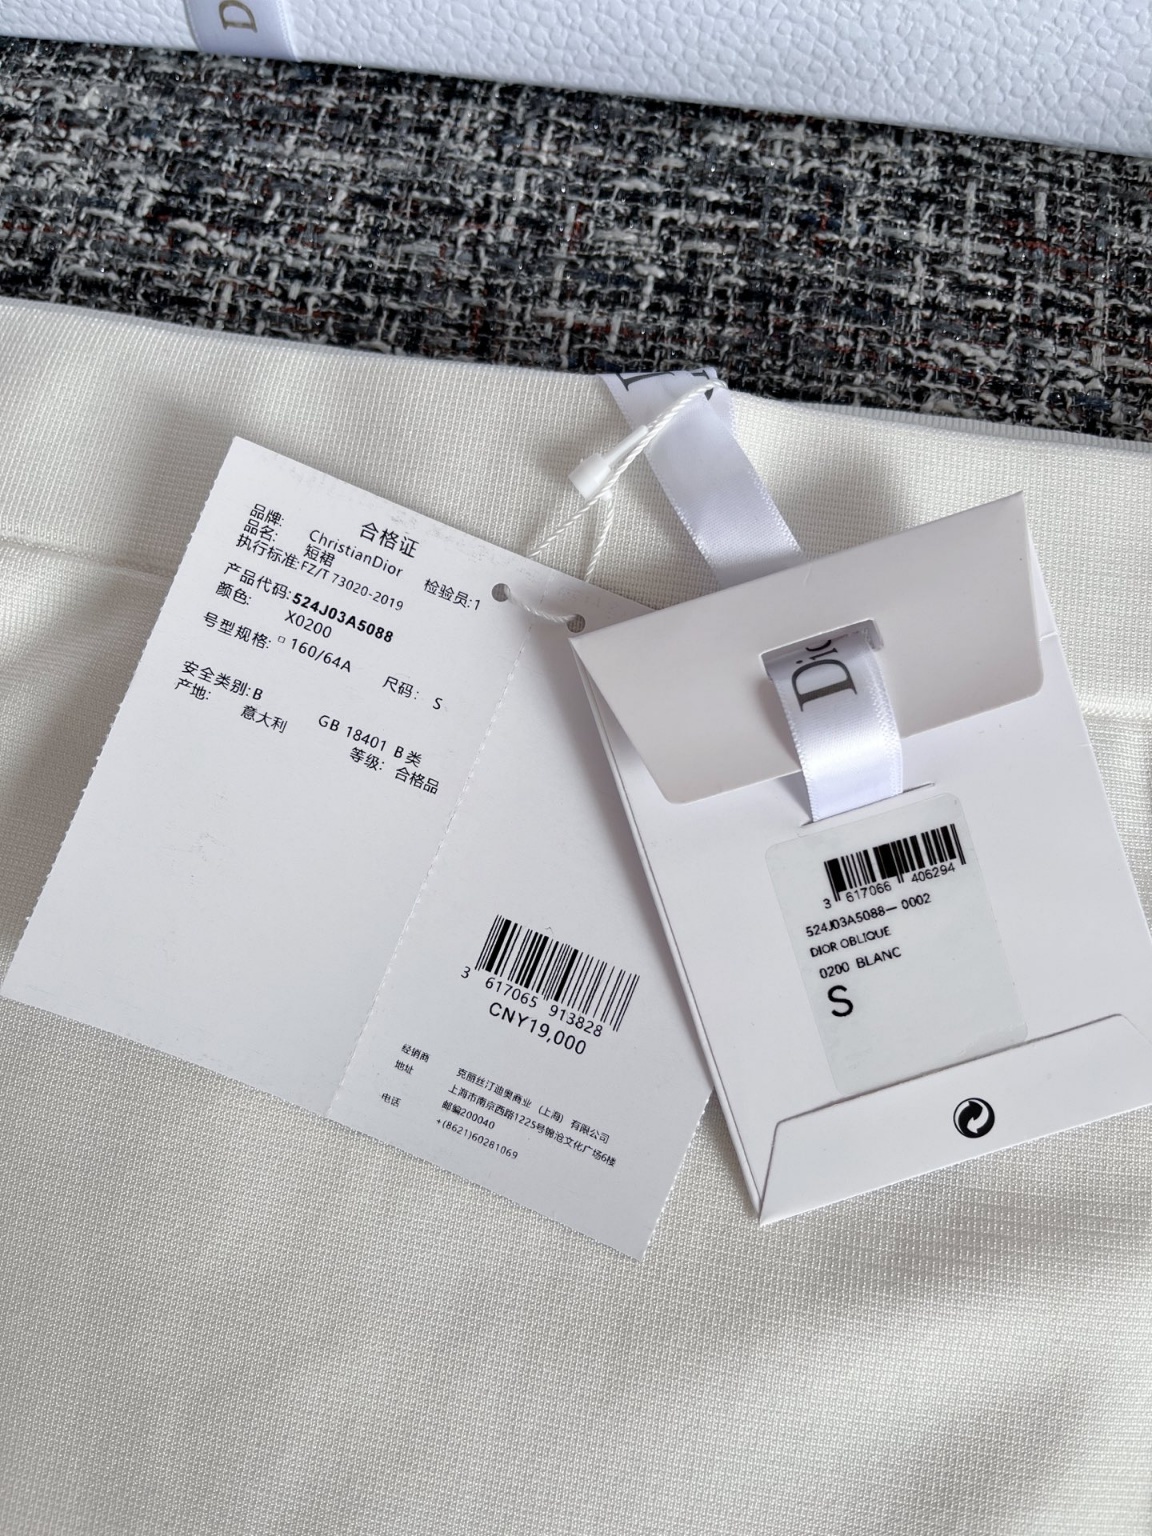 D
合格证
品牌: ChristianDior
品名: 短裙 检验员:1
执行标准:FZ/T 73020-2019
产品代码:524J03A5088
颜色: X0200
号型规格: 160/64A 尺码: S
安全类别:B GB 18401 B类
产地: 意大利 等级: 合格品
3 617065 913828
CNY19,000
经销商 克丽丝汀迪奥商业(上海)有限公司
地址 上海市南京西路1225号锦沧文化广场6楼
邮编200040
电话 +(8621)60281069
Dio
3 617066 406294
524J03A5088—0002
DIOR OBLIQUE
0200 BLANC
S